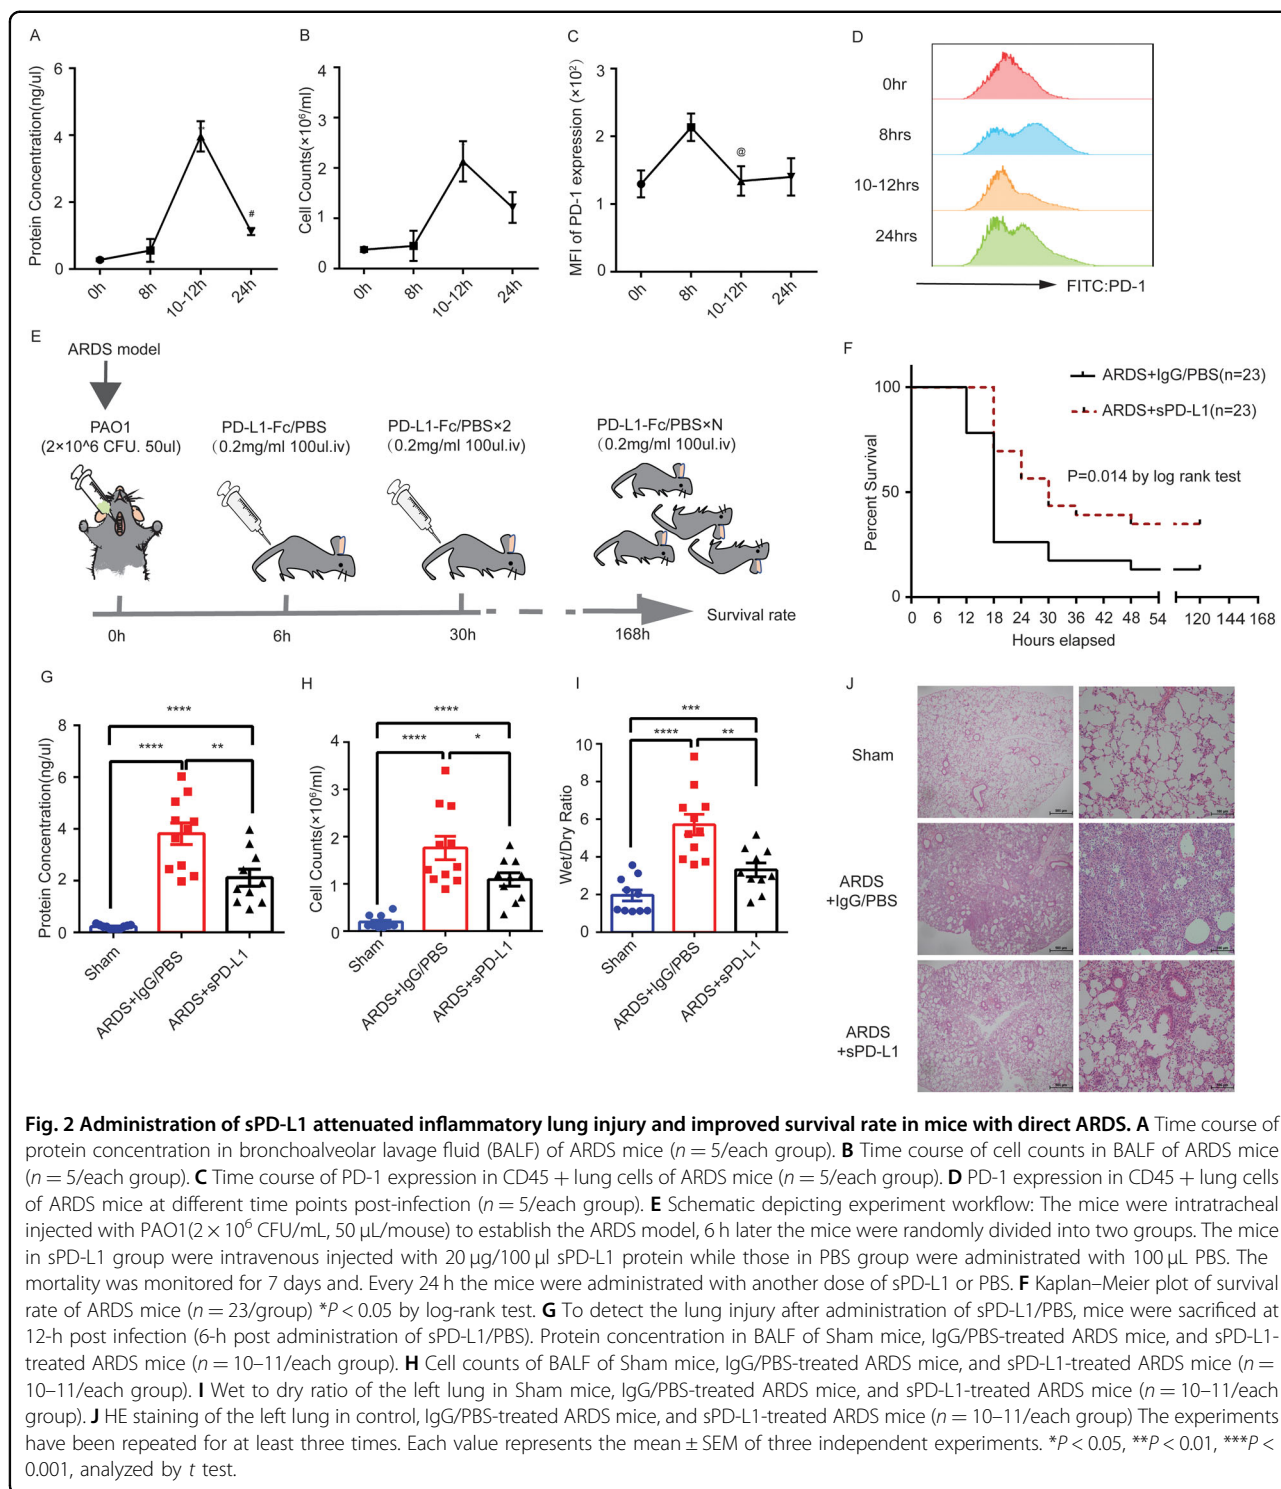 A
Protein Concentration(ng/ul)
6
4
2
0
**
#
0h
8h
10-12h
24h
B
Cell Counts(×10⁶/ml)
4
3
2
1
0
0h
8h
10-12h
24h
C
MFI of PD-1 expression (×10²)
3
2
1
0
@
0h
8h
10-12h
24h
D
0hr
8hrs
10-12hrs
24hrs
FITC:PD-1
E
ARDS model
PAO1
(2×10^6 CFU. 50ul)
PD-L1-Fc/PBS
(0.2mg/ml 100ul.iv)
PD-L1-Fc/PBS×2
(0.2mg/ml 100ul.iv)
PD-L1-Fc/PBS×N
(0.2mg/ml 100ul.iv)
0h
6h
30h
168h
Survival rate
F
ARDS+IgG/PBS(n=23)
ARDS+sPD-L1(n=23)
P=0.014 by log rank test
Percent Survival
100
50
0
0 6 12 18 24 30 36 42 48 54 120 144 168
Hours elapsed
G
Protein Concentration(ng/ul)
8
6
4
2
0
****
****
**
Sham
ARDS+IgG/PBS
ARDS+sPD-L1
H
Cell Counts(×10⁶/ml)
4
3
2
1
0
****
****
*
Sham
ARDS+IgG/PBS
ARDS+sPD-L1
I
Wet/Dry Ratio
10
8
6
4
2
0
***
****
**
Sham
ARDS+IgG/PBS
ARDS+sPD-L1
J
Sham
ARDS
+IgG/PBS
ARDS
+sPD-L1
Fig. 2 Administration of sPD-L1 attenuated inflammatory lung injury and improved survival rate in mice with direct ARDS. A Time course of
protein concentration in bronchoalveolar lavage fluid (BALF) of ARDS mice (n = 5/each group). B Time course of cell counts in BALF of ARDS mice
(n = 5/each group). C Time course of PD-1 expression in CD45 + lung cells of ARDS mice (n = 5/each group). D PD-1 expression in CD45 + lung cells
of ARDS mice at different time points post-infection (n = 5/each group). E Schematic depicting experiment workflow: The mice were intratracheal
injected with PAO1(2 × 10⁶ CFU/mL, 50 μL/mouse) to establish the ARDS model, 6 h later the mice were randomly divided into two groups. The mice
in sPD-L1 group were intravenous injected with 20 μg/100 μl sPD-L1 protein while those in PBS group were administrated with 100 μL PBS. The
mortality was monitored for 7 days and. Every 24 h the mice were administrated with another dose of sPD-L1 or PBS. F Kaplan–Meier plot of survival
rate of ARDS mice (n = 23/group) *P < 0.05 by log-rank test. G To detect the lung injury after administration of sPD-L1/PBS, mice were sacrificed at
12-h post infection (6-h post administration of sPD-L1/PBS). Protein concentration in BALF of Sham mice, IgG/PBS-treated ARDS mice, and sPD-L1-
treated ARDS mice (n = 10–11/each group). H Cell counts of BALF of Sham mice, IgG/PBS-treated ARDS mice, and sPD-L1-treated ARDS mice (n =
10–11/each group). I Wet to dry ratio of the left lung in Sham mice, IgG/PBS-treated ARDS mice, and sPD-L1-treated ARDS mice (n = 10–11/each
group). J HE staining of the left lung in control, IgG/PBS-treated ARDS mice, and sPD-L1-treated ARDS mice (n = 10–11/each group) The experiments
have been repeated for at least three times. Each value represents the mean ± SEM of three independent experiments. *P < 0.05, **P < 0.01, ***P <
0.001, analyzed by t test.